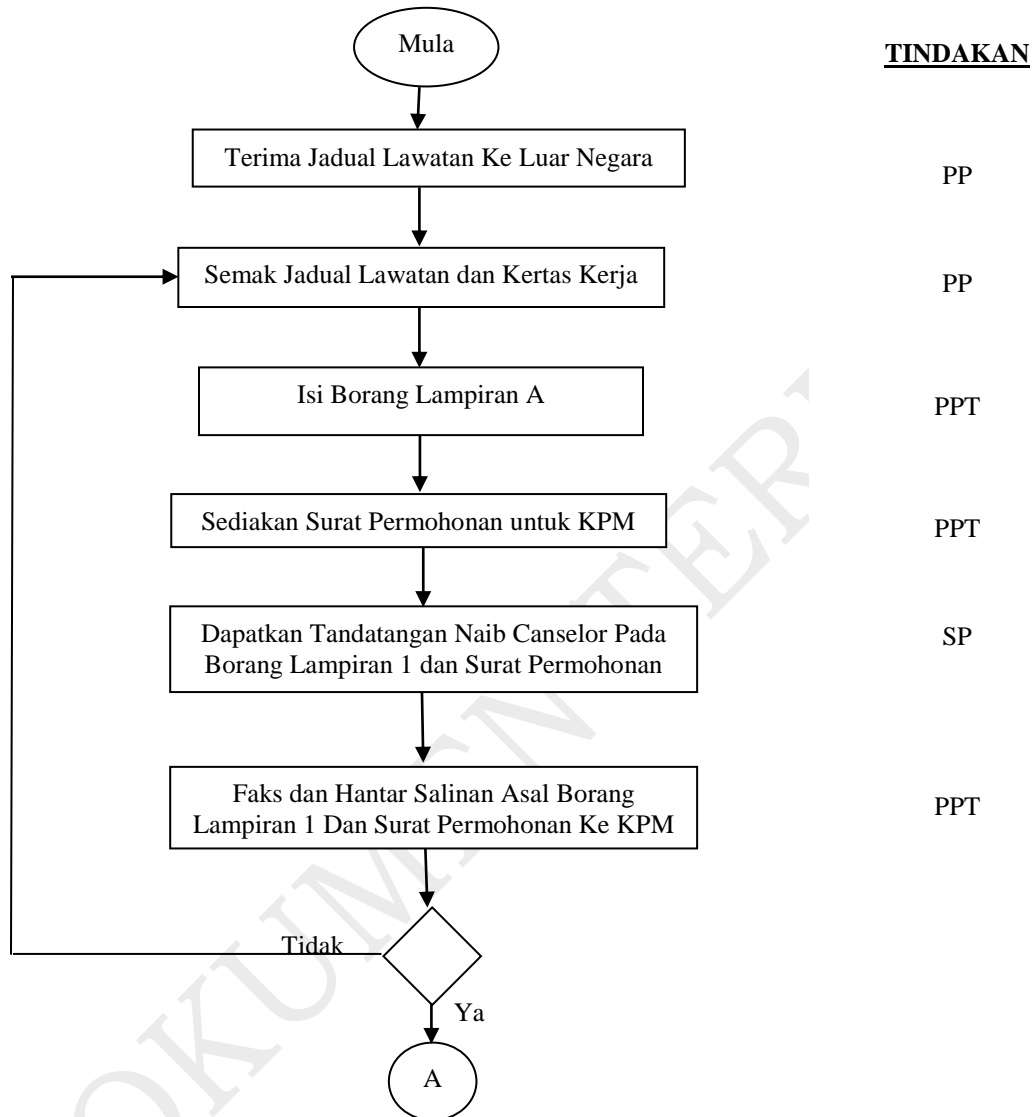 Mula
TINDAKAN
Terima Jadual Lawatan Ke Luar Negara
PP
Semak Jadual Lawatan dan Kertas Kerja
PP
Isi Borang Lampiran A
PPT
Sediakan Surat Permohonan untuk KPM
PPT
Dapatkan Tandatangan Naib Canselor Pada
Borang Lampiran 1 dan Surat Permohonan
SP
Faks dan Hantar Salinan Asal Borang
Lampiran 1 Dan Surat Permohonan Ke KPM
PPT
Tidak
Ya
A